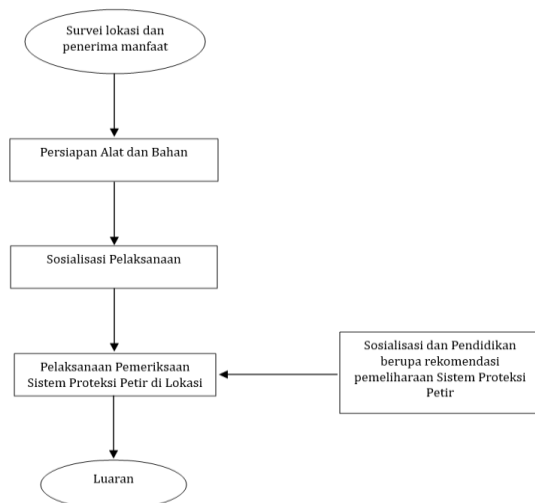 Survei lokasi dan
penerima manfaat
Persiapan Alat dan Bahan
Sosialisasi Pelaksanaan
Pelaksanaan Pemeriksaan
Sistem Proteksi Petir di Lokasi
Sosialisasi dan Pendidikan
berupa rekomendasi
pemeliharaan Sistem Proteksi
Petir
Luaran